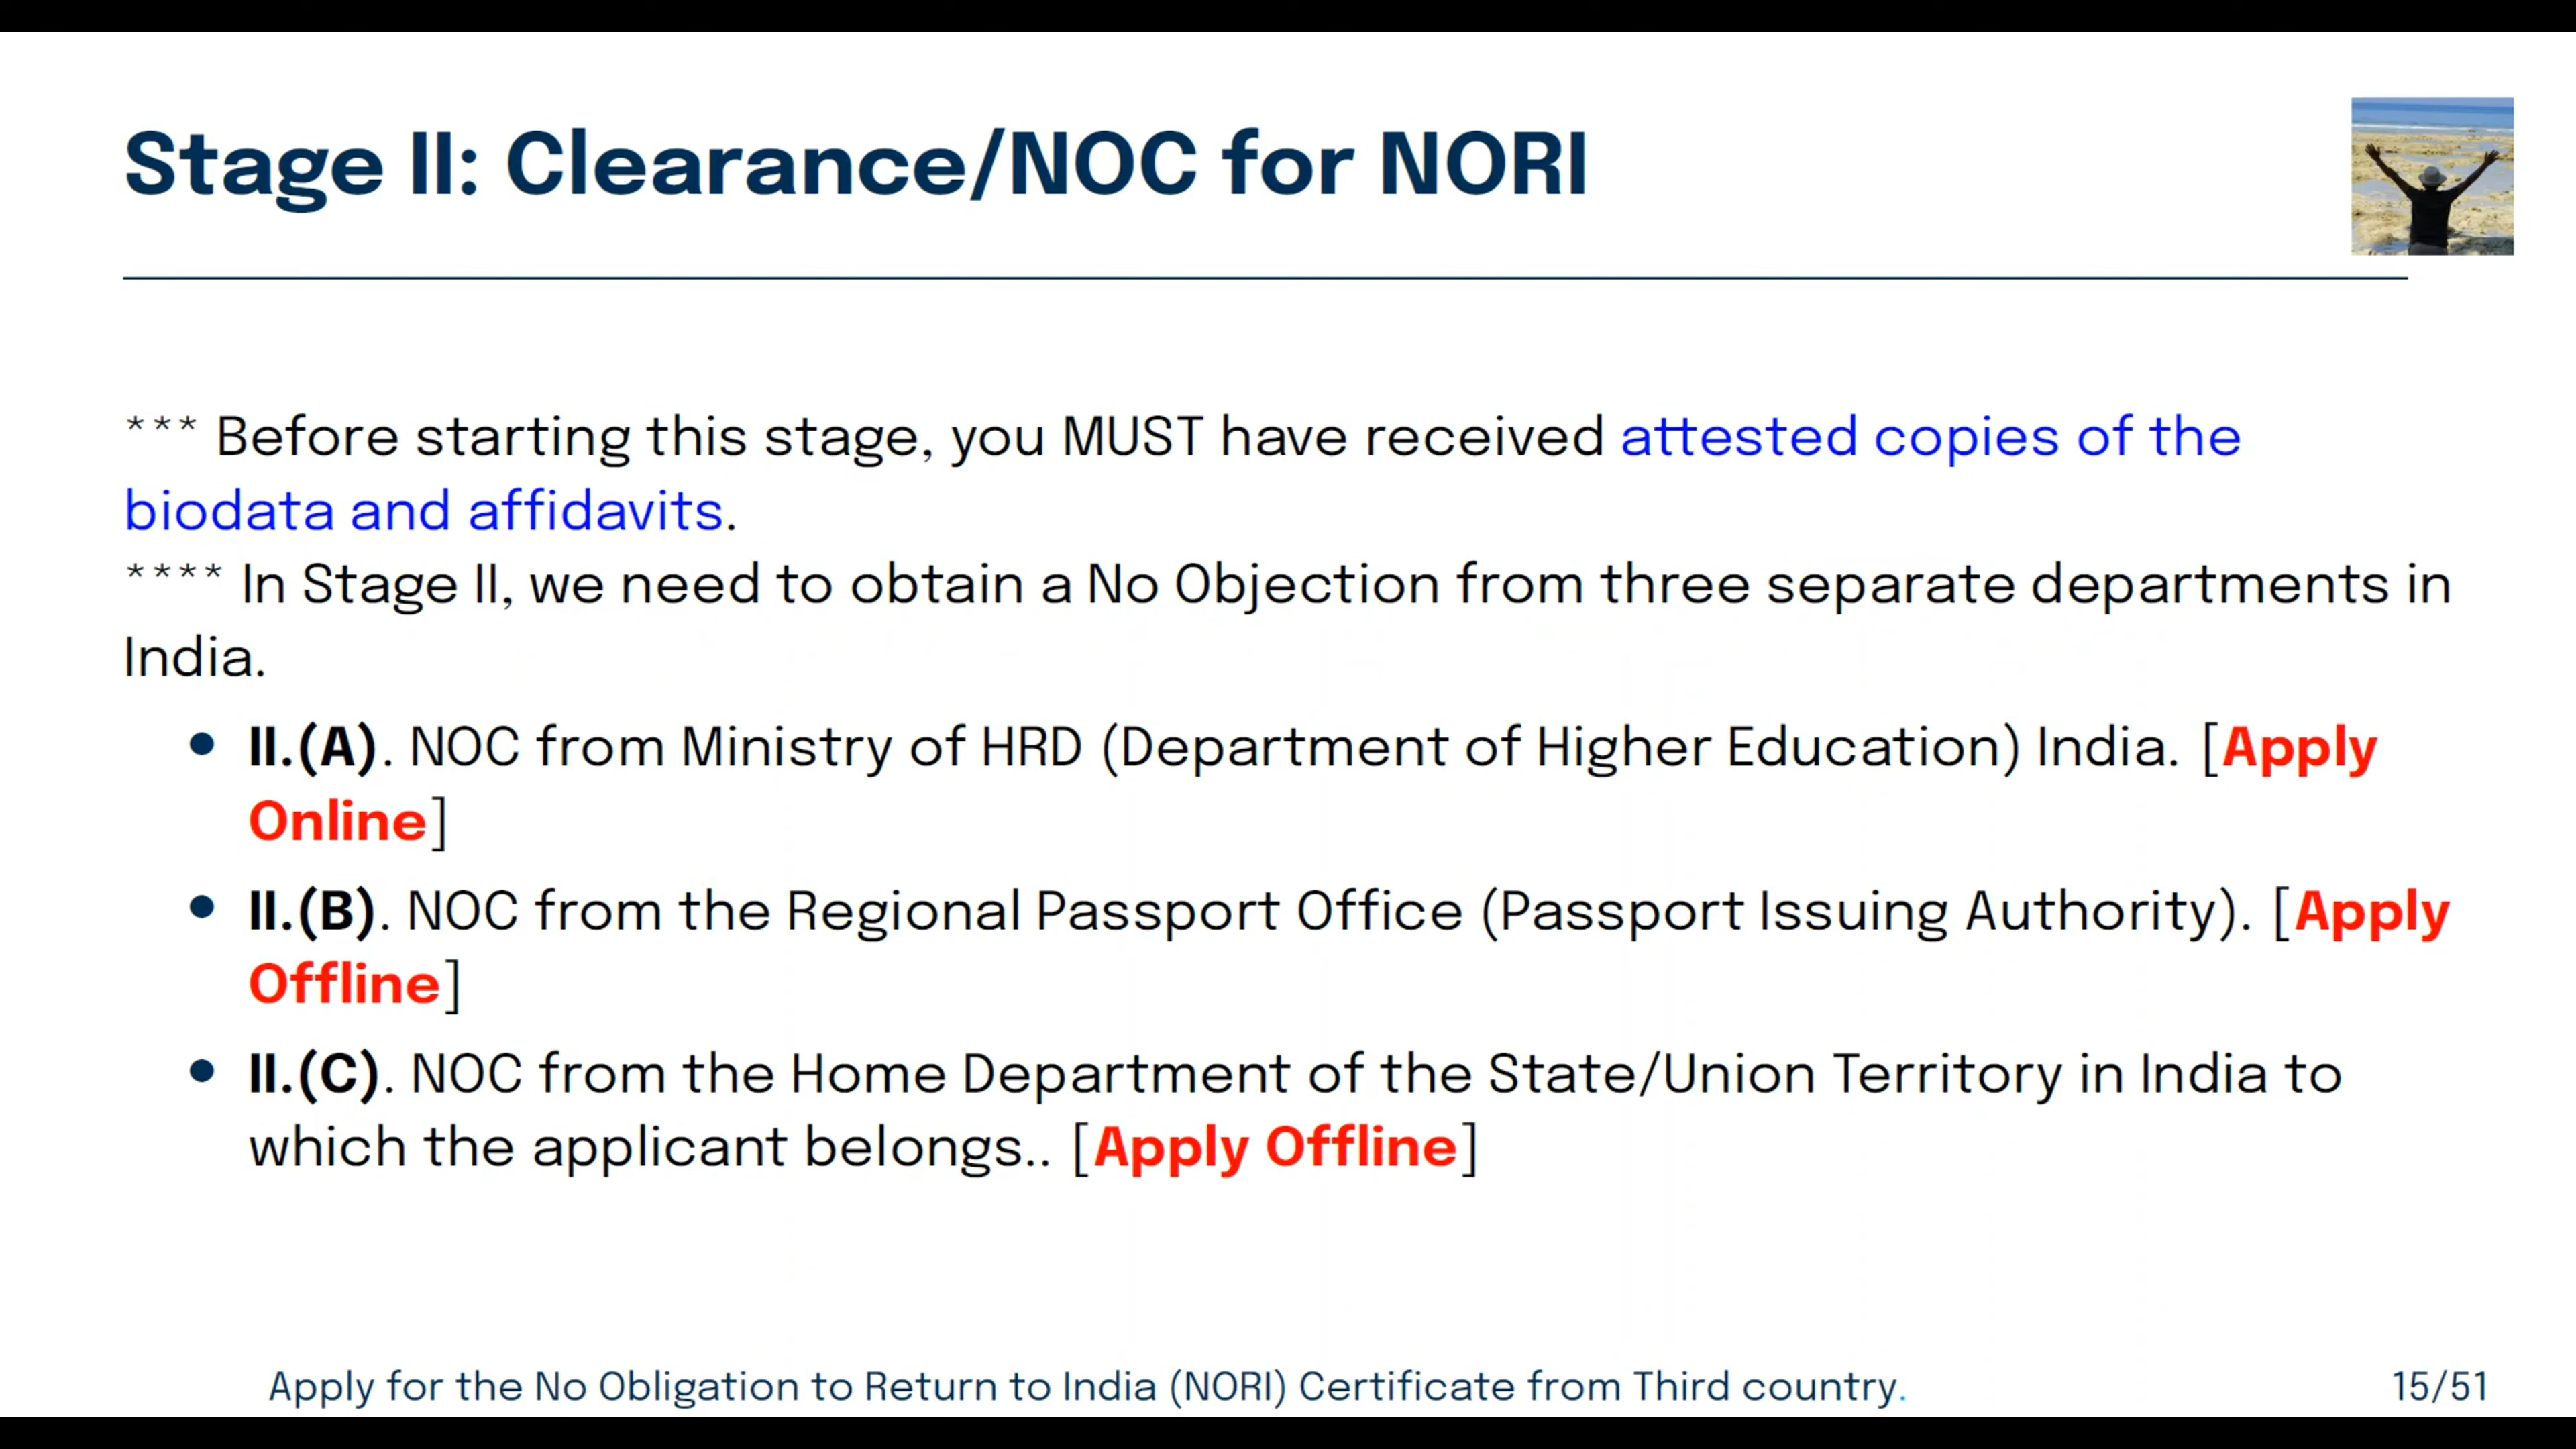 Stage II: Clearance/NOC for NORI
*** Before starting this stage, you MUST have received attested copies of the
biodata and affidavits.
**** In Stage II, we need to obtain a No Objection from three separate departments in
India.
● II.(A). NOC from Ministry of HRD (Department of Higher Education) India. [Apply
Online]
● II.(B). NOC from the Regional Passport Office (Passport Issuing Authority). [Apply
Offline]
● II.(C). NOC from the Home Department of the State/Union Territory in India to
which the applicant belongs.. [Apply Offline]
Apply for the No Obligation to Return to India (NORI) Certificate from Third country.
15/51